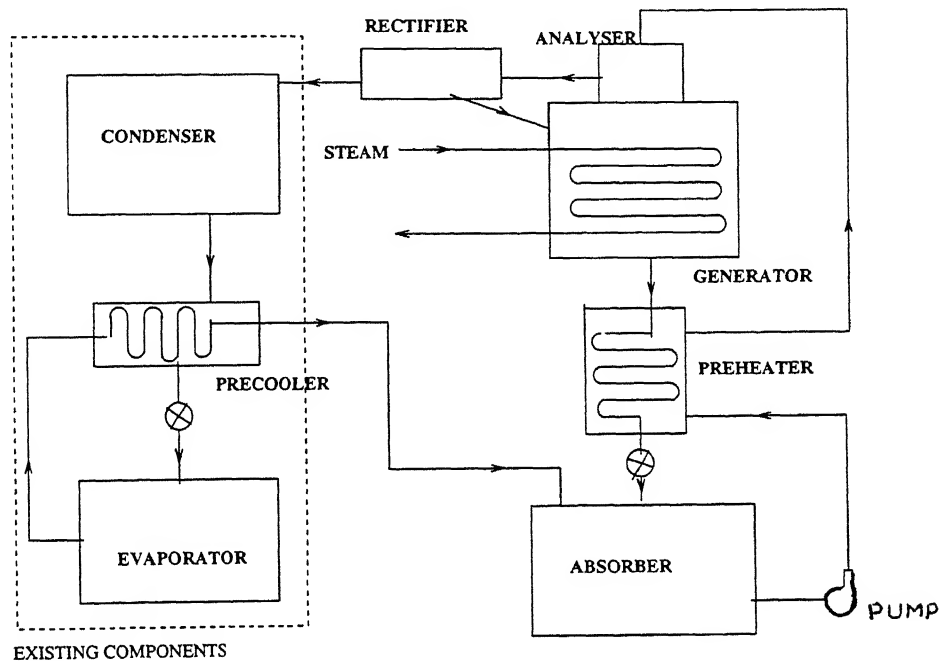 RECTIFIER
ANALYSER
CONDENSER
STEAM
GENERATOR
PRECOOLER
PREHEATER
EVAPORATOR
ABSORBER
PUMP
EXISTING COMPONENTS